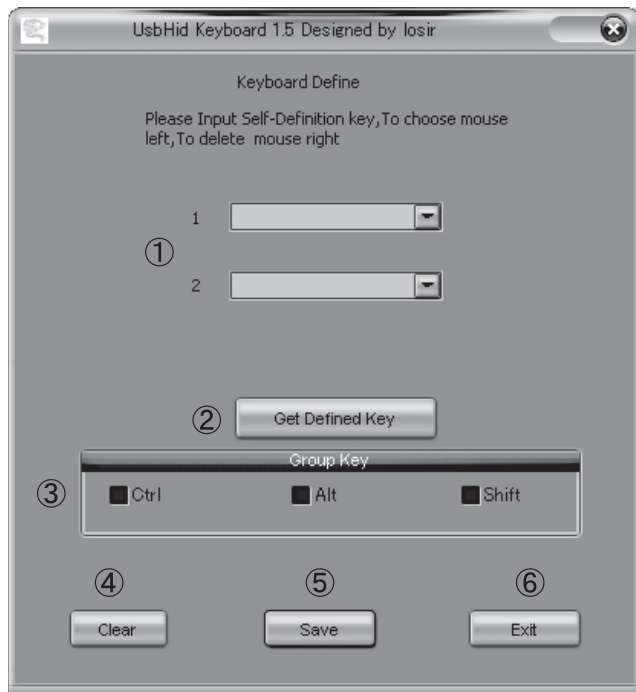 UsbHid Keyboard 1.5 Designed by losir
Keyboard Define
Please Input Self-Definition key,To choose mouse
left,To delete mouse right
1
①
2
② Get Defined Key
Group Key
③ Ctrl Alt Shift
④ ⑤ ⑥
Clear Save Exit